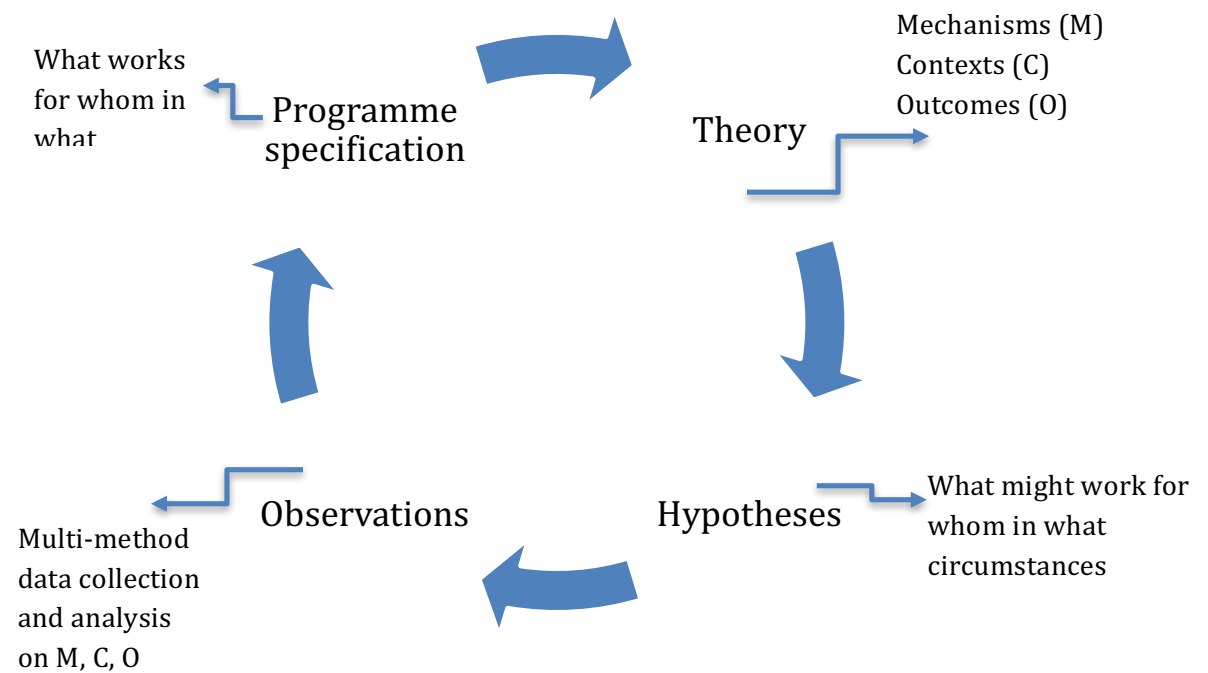 What works
for whom in
what
Programme
specification
Mechanisms (M)
Contexts (C)
Outcomes (O)
Theory
Hypotheses
What might work for
whom in what
circumstances
Observations
Multi-method
data collection
and analysis
on M, C, O